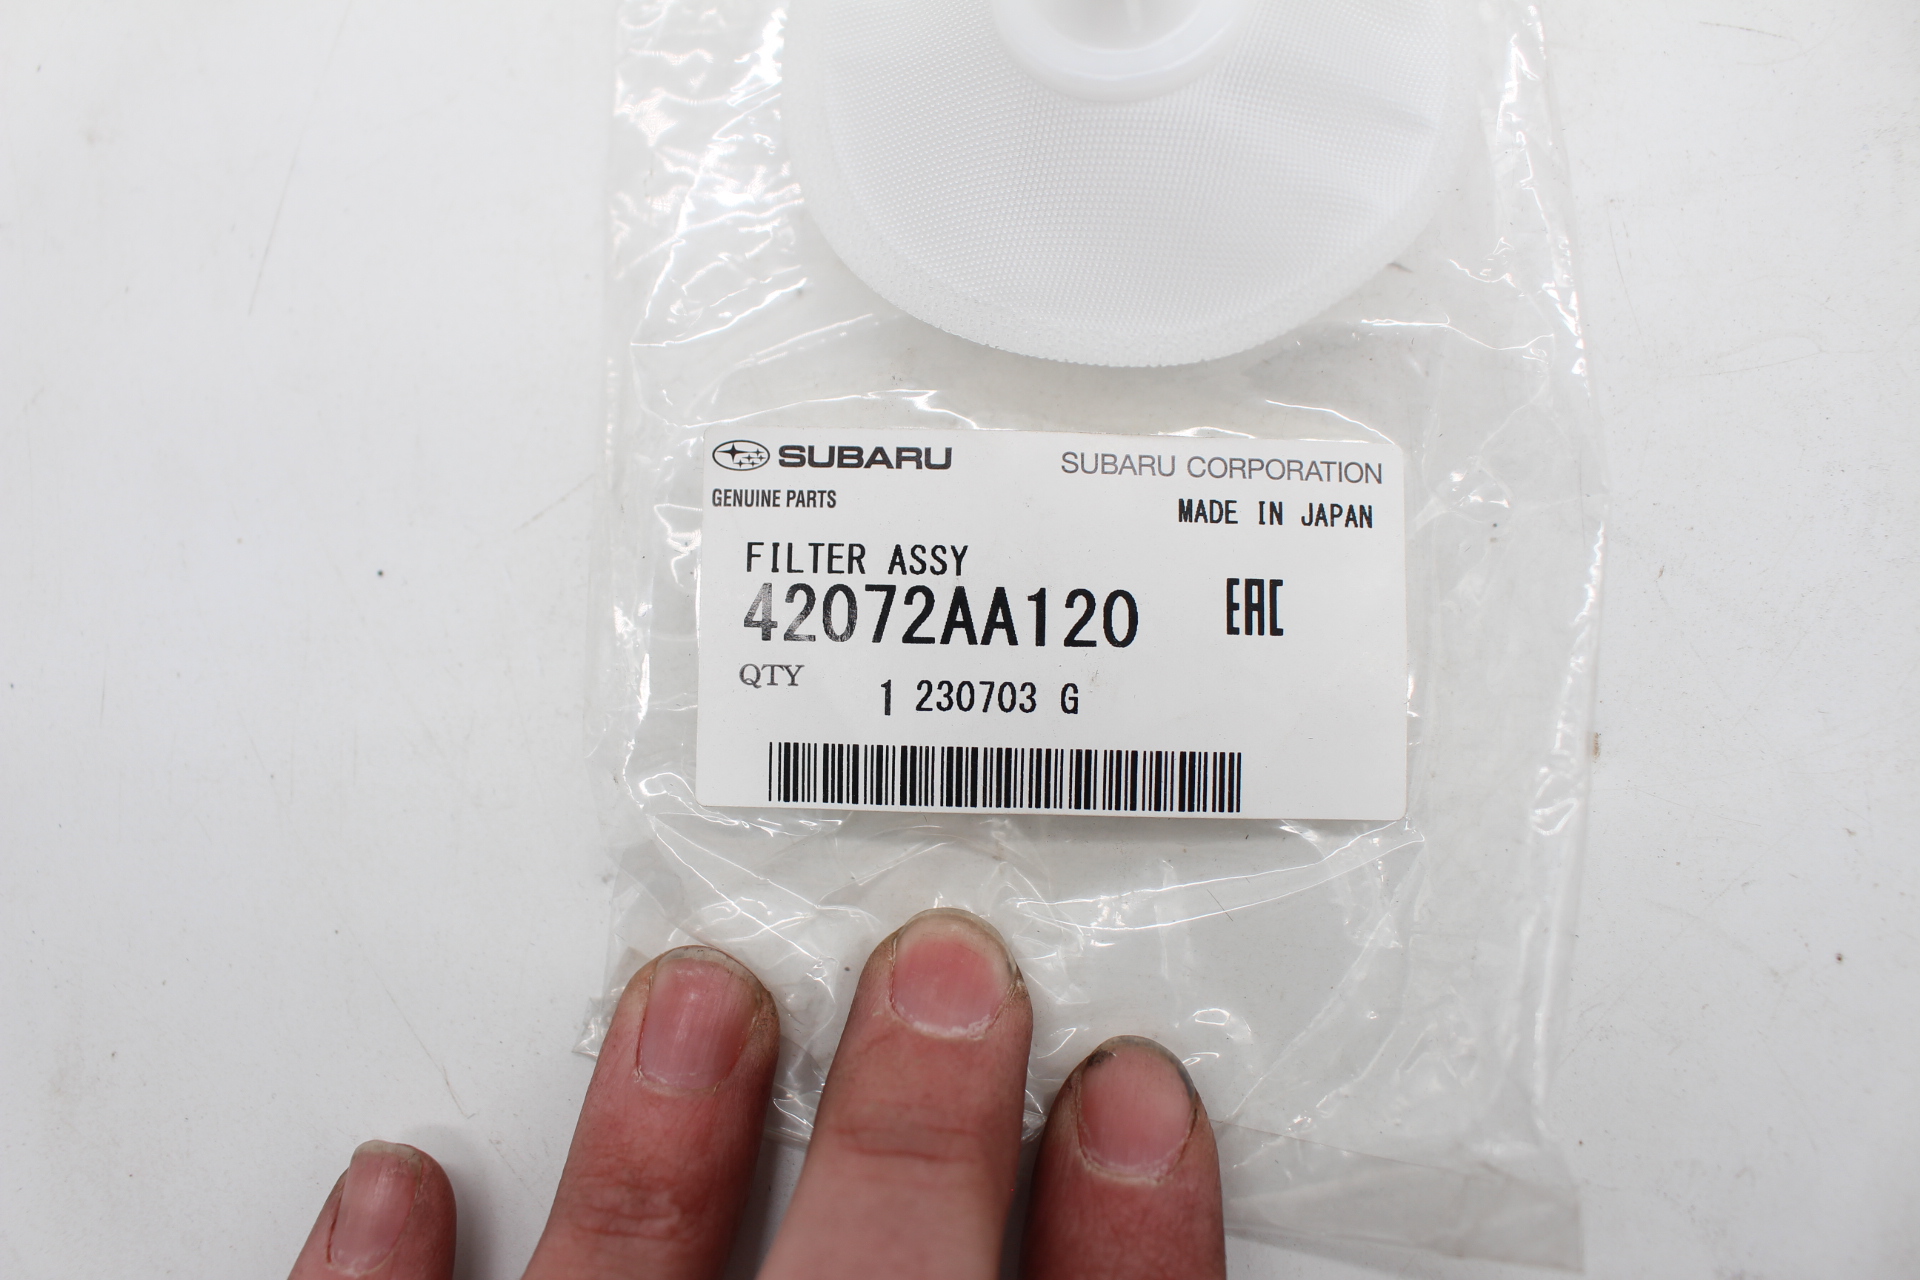 SUBARU
SUBARU CORPORATION
GENUINE PARTS
MADE IN JAPAN
FILTER ASSY
42072AA120
EAC
QTY
1 230703 G